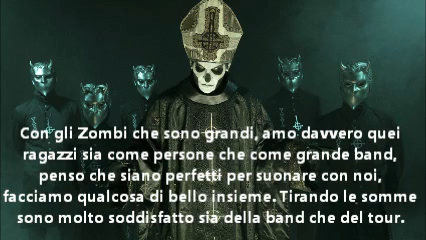 Con gli Zombi che sono grandi, amo davvero quei
ragazzi sia come persone che come grande band,
penso che siano perfetti per suonare con noi,
facciamo qualcosa di bello insieme. Tirando le somme
sono molto soddisfatto sia della band che del tour.